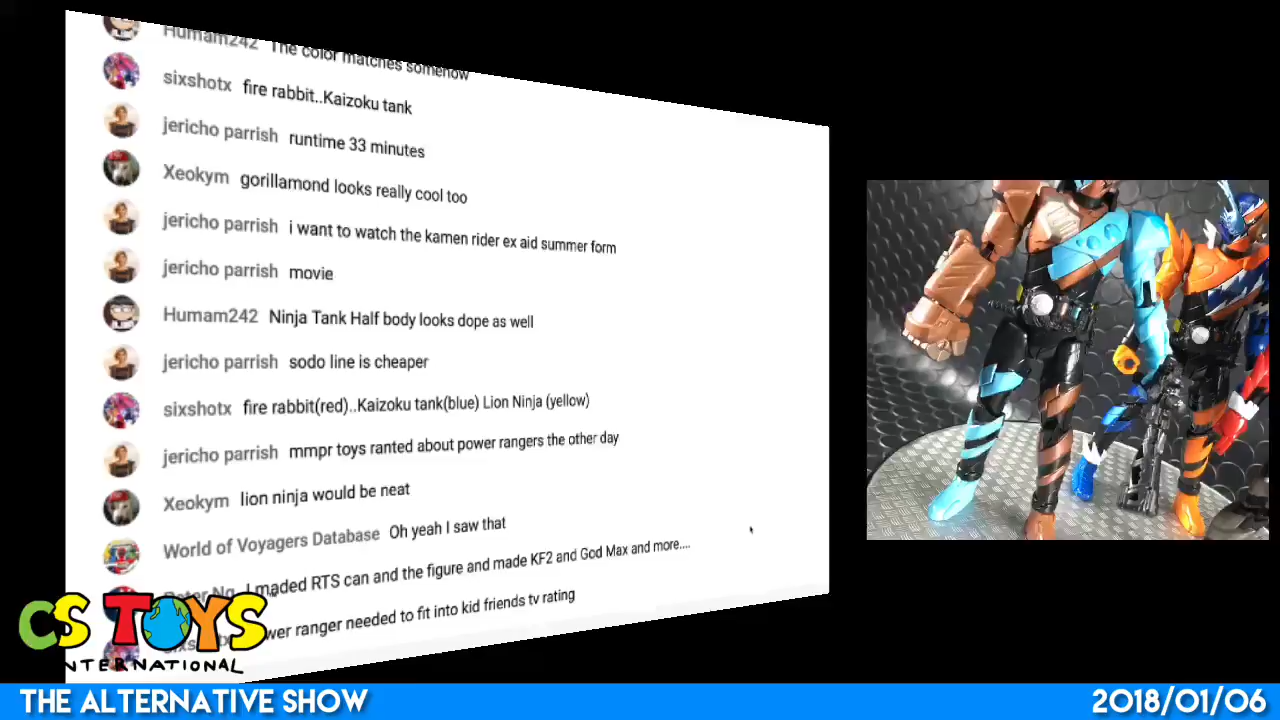 Humam242 The color matches somehow
sixshotx fire rabbit..Kaizoku tank
jericho parrish runtime 33 minutes
Xeokym gorillamond looks really cool too
jericho parrish i want to watch the kamen rider ex aid summer form
jericho parrish movie
Humam242 Ninja Tank Half body looks dope as well
jericho parrish sodo line is cheaper
sixshotx fire rabbit(red)..Kaizoku tank(blue) Lion Ninja (yellow)
jericho parrish mmpr toys ranted about power rangers the other day
Xeokym lion ninja would be neat
World of Voyagers Database Oh yeah I saw that
I maded RTS can and the figure and made KF2 and God Max and more....
ranger needed to fit into kid friends tv rating
CS TOYS
INTERNATIONAL
THE ALTERNATIVE SHOW
2018/01/06